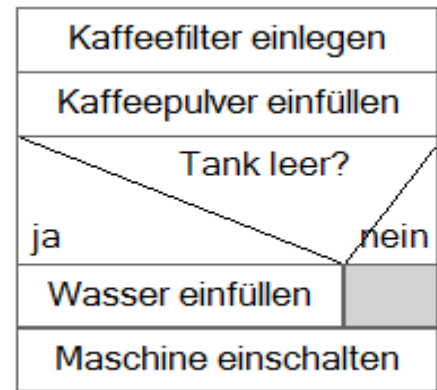 Kaffeefilter einlegen
Kaffeepulver einfüllen
Tank leer?
ja nein
Wasser einfüllen
Maschine einschalten